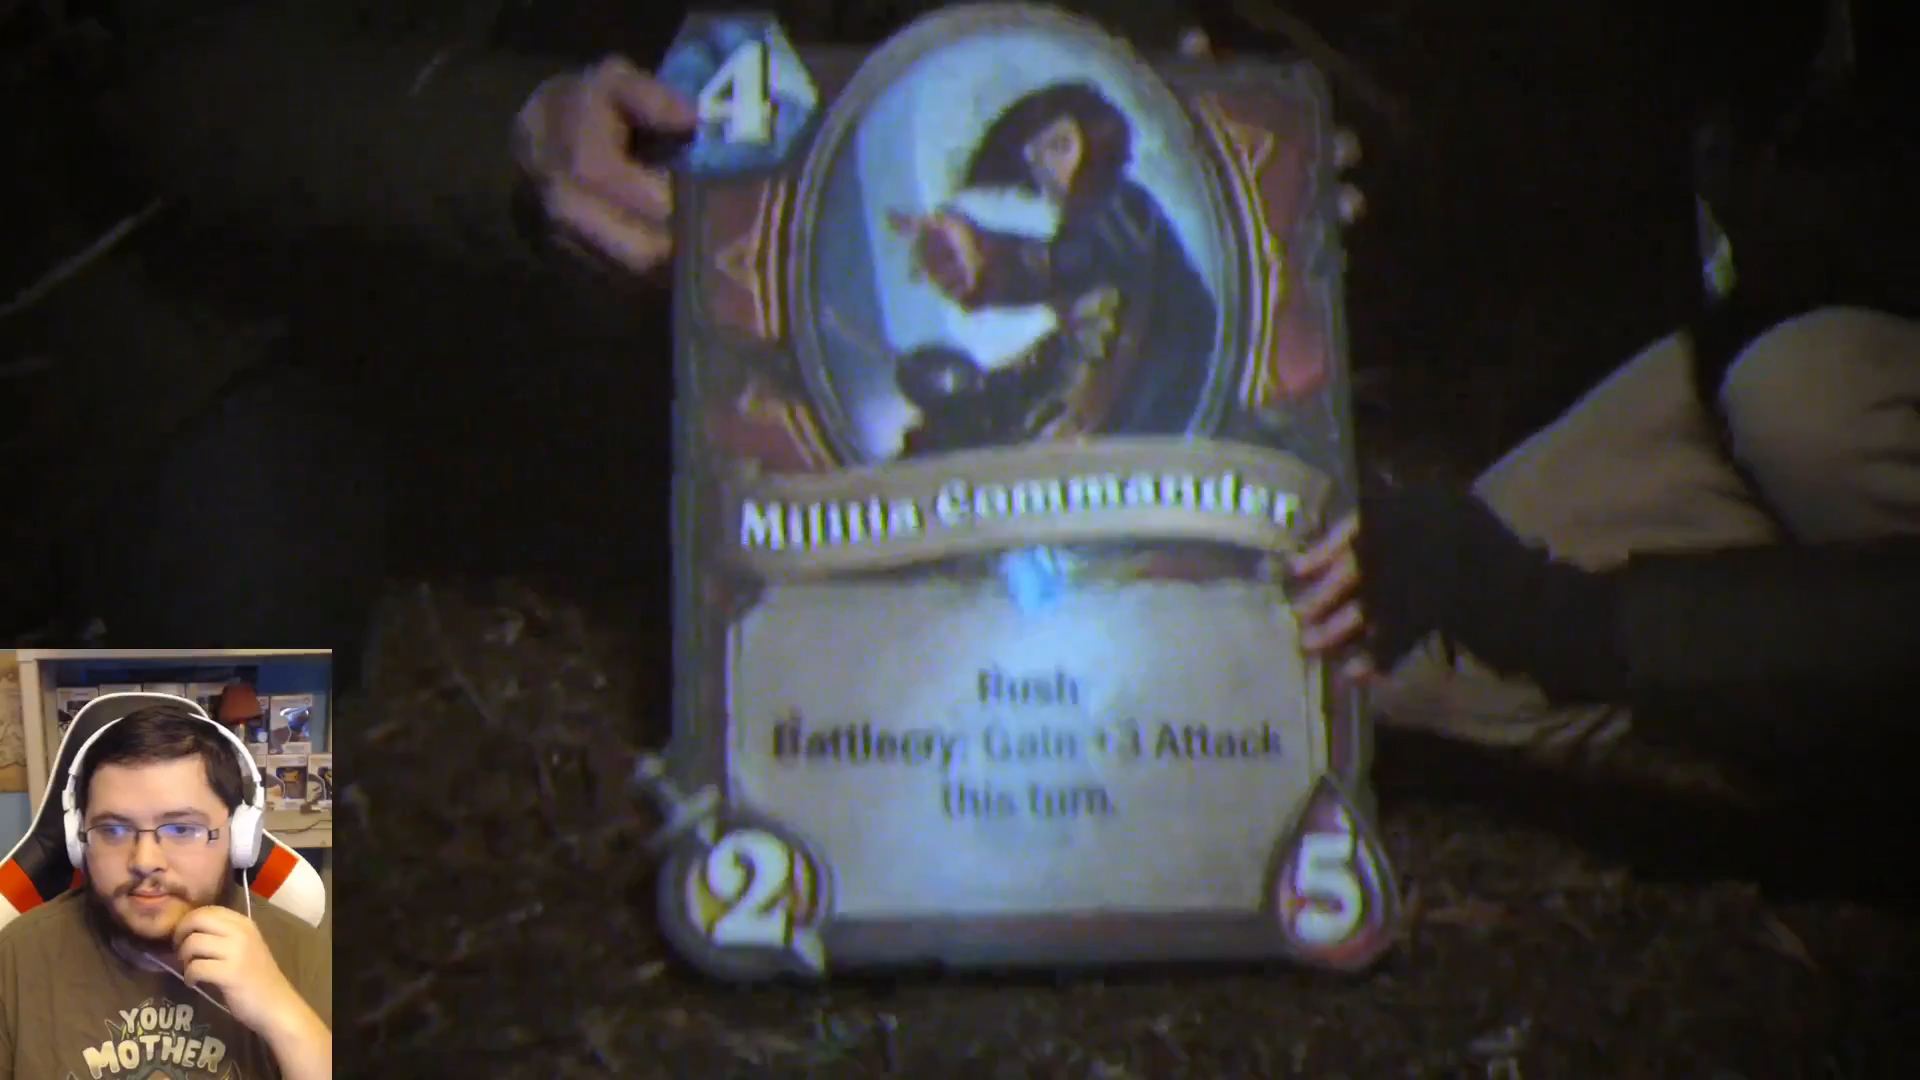 4
Militia Commander
Rush
Battlecry: Gain +3 Attack
this turn.
2
5
YOUR
MOTHER